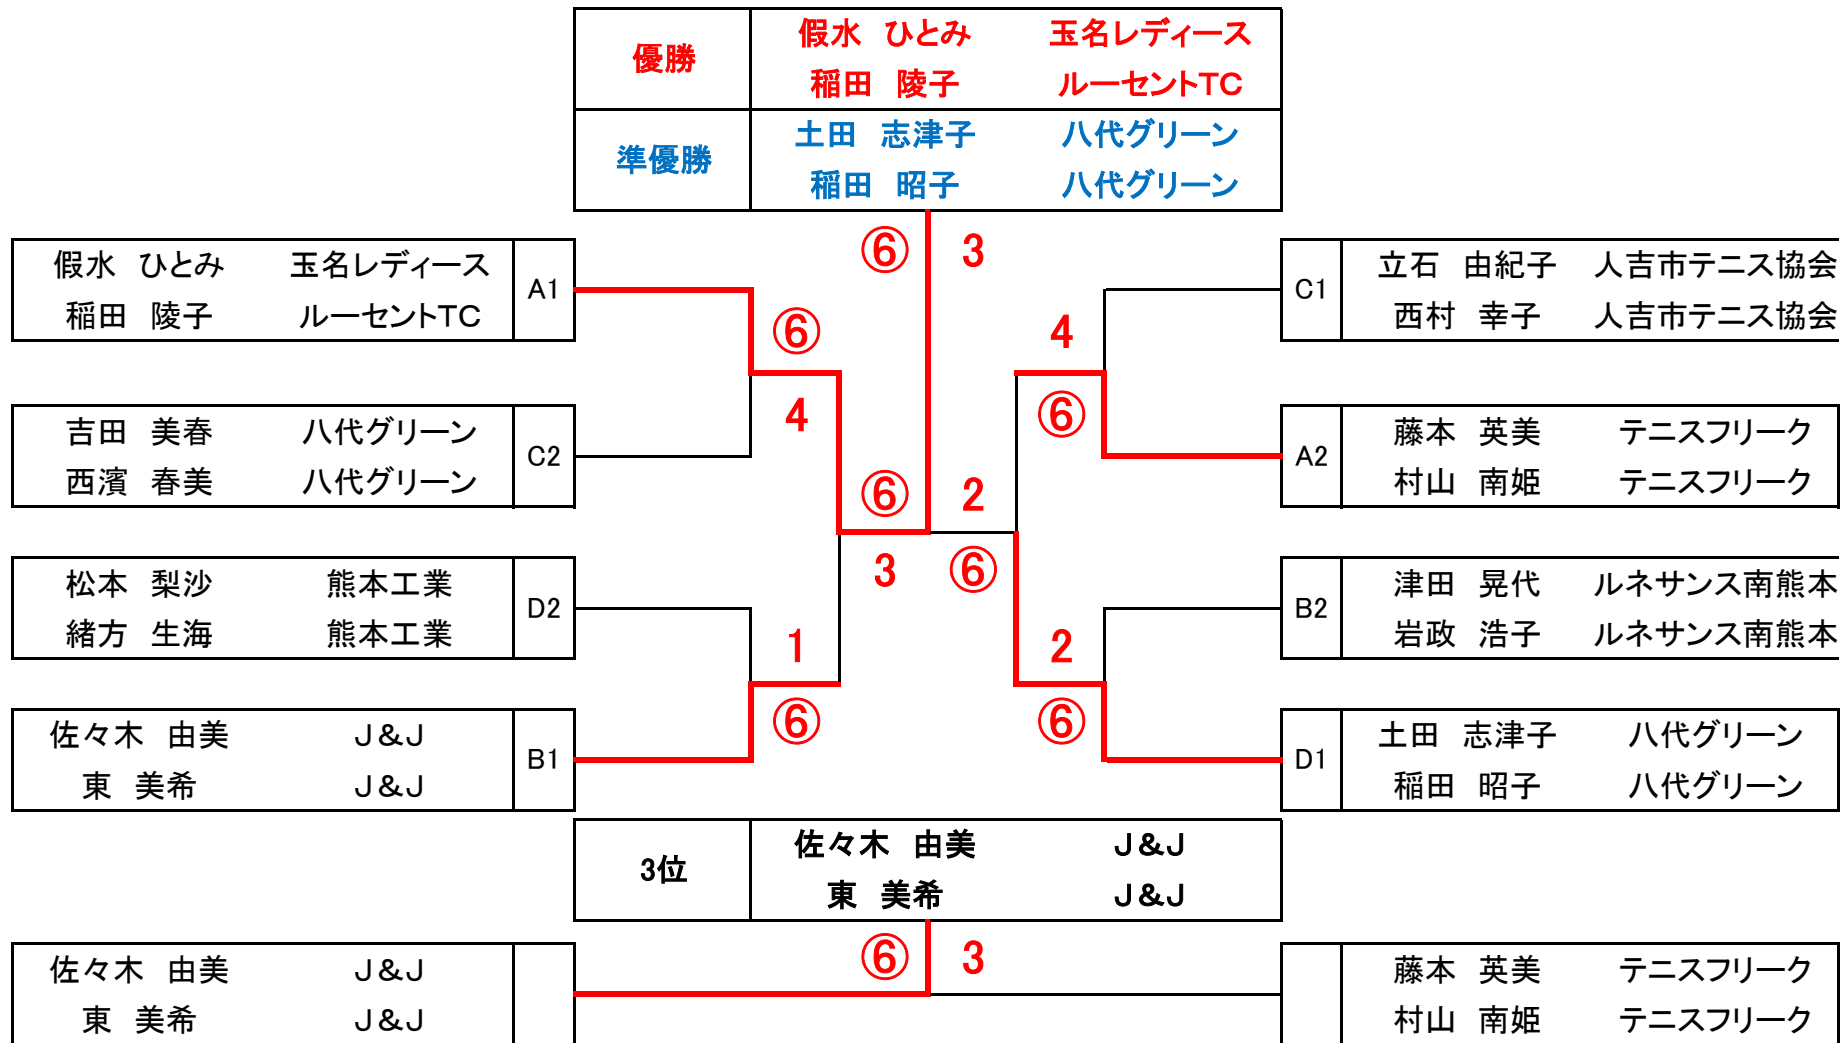 優勝
假水 ひとみ 玉名レディース
稲田 陵子 ルーセントTC
準優勝
土田 志津子 八代グリーン
稲田 昭子 八代グリーン
⑥ 3
假水 ひとみ 玉名レディース
稲田 陵子 ルーセントTC
A1
⑥
4
吉田 美春 八代グリーン
西濱 春美 八代グリーン
C2
⑥ 2
3 ⑥
松本 梨沙 熊本工業
緒方 生海 熊本工業
D2
1
⑥
佐々木 由美 J&J
東 美希 J&J
B1
C1
立石 由紀子 人吉市テニス協会
西村 幸子 人吉市テニス協会
4
⑥
A2
藤本 英美 テニスフリーク
村山 南姫 テニスフリーク
B2
津田 晃代 ルネサンス南熊本
岩政 浩子 ルネサンス南熊本
2
⑥
D1
土田 志津子 八代グリーン
稲田 昭子 八代グリーン
3位
佐々木 由美 J&J
東 美希 J&J
⑥ 3
佐々木 由美 J&J
東 美希 J&J
藤本 英美 テニスフリーク
村山 南姫 テニスフリーク